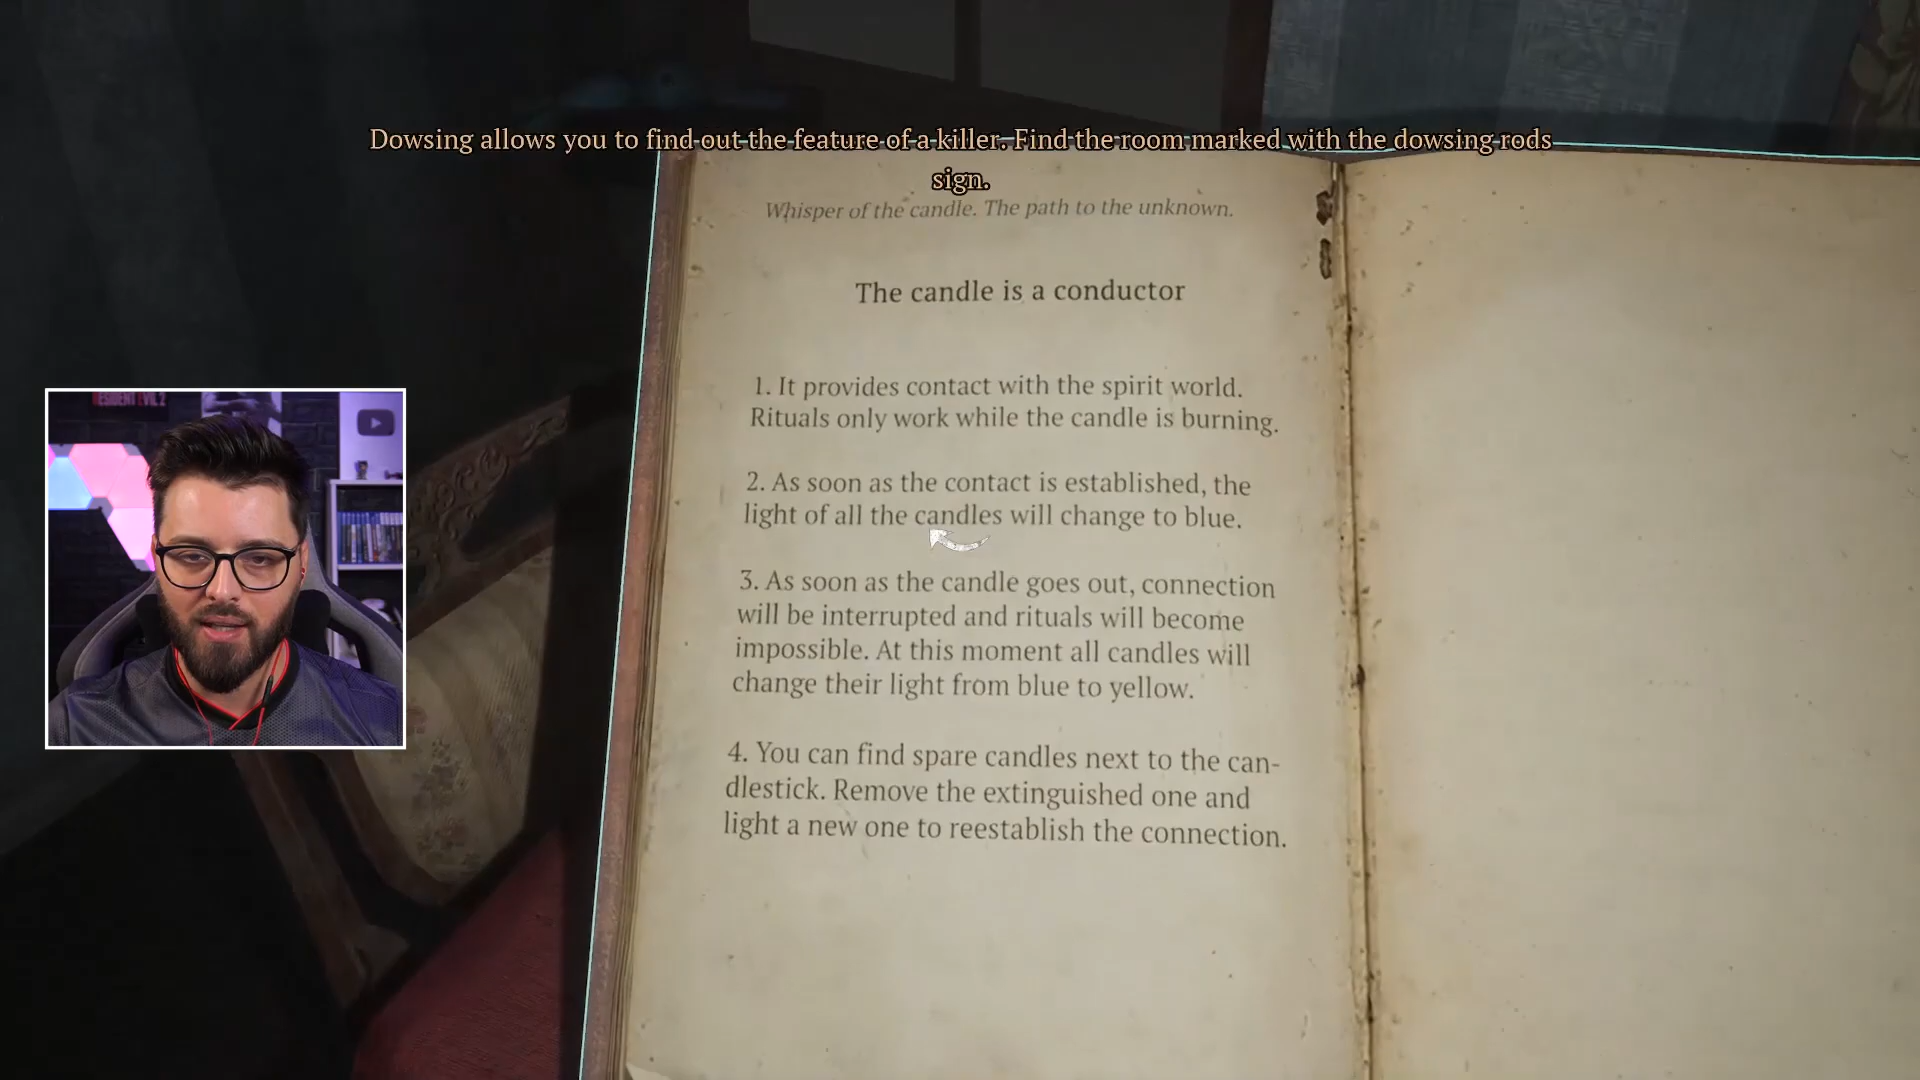 Dowsing allows you to find out the feature of a killer. Find the room marked with the dowsing rods
sign.
Whisper of the candle. The path to the unknown.
The candle is a conductor
1. It provides contact with the spirit world.
Rituals only work while the candle is burning.
2. As soon as the contact is established, the
light of all the candles will change to blue.
3. As soon as the candle goes out, connection
will be interrupted and rituals will become
impossible. At this moment all candles will
change their light from blue to yellow.
4. You can find spare candles next to the can-
dlestick. Remove the extinguished one and
light a new one to reestablish the connection.
RESIDENT EVIL 2